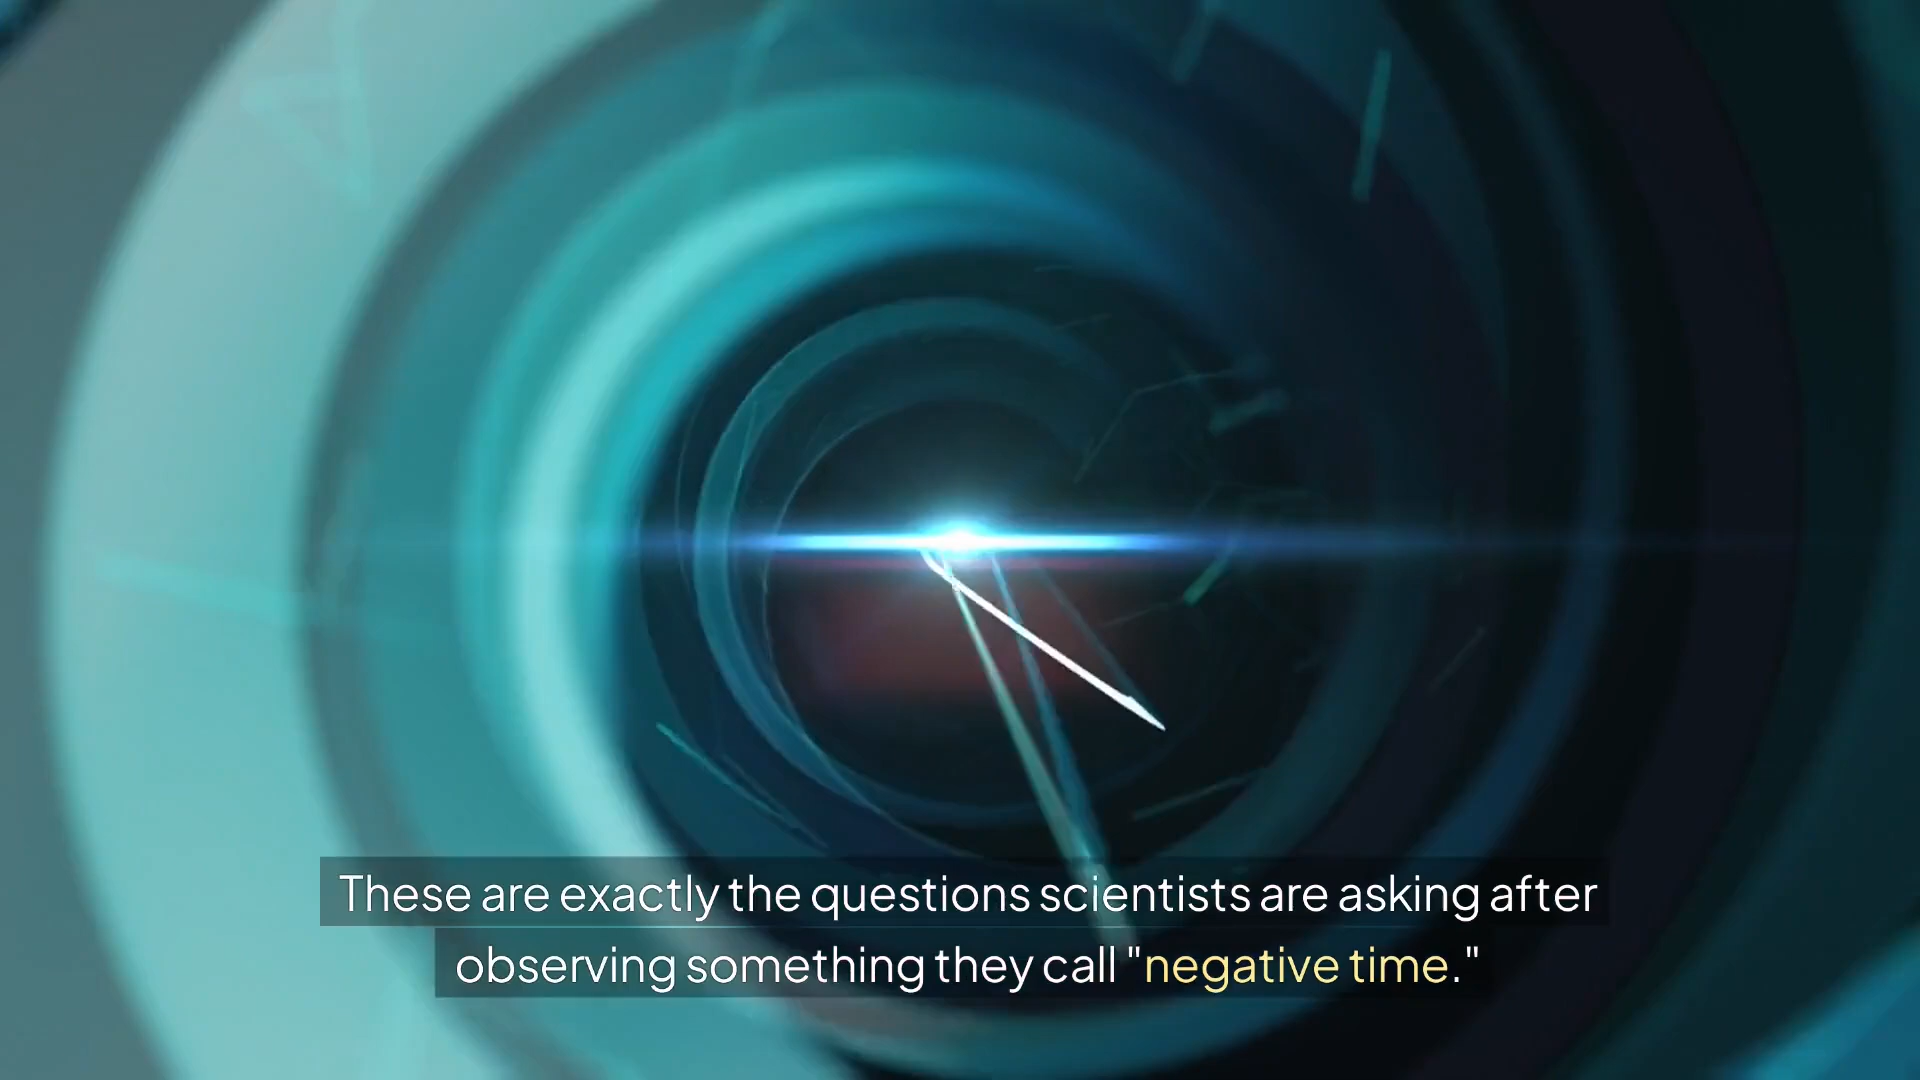 These are exactly the questions scientists are asking after
observing something they call "negative time."